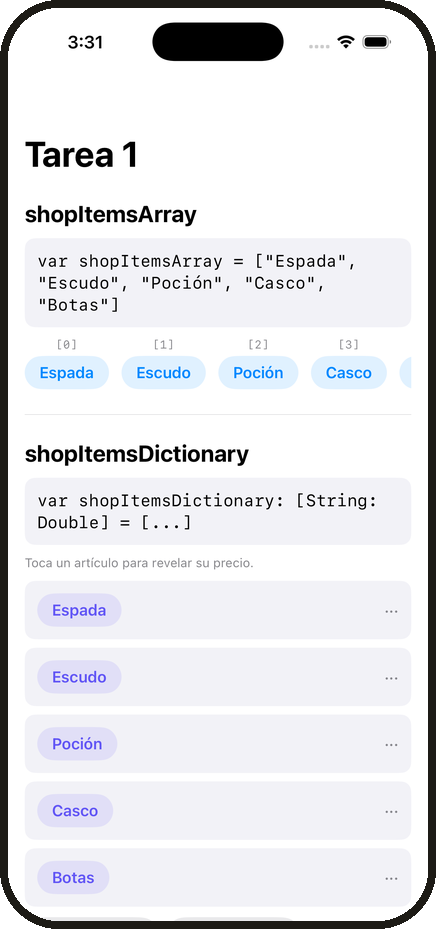 3:31
Tarea 1
shopItemsArray
var shopItemsArray = ["Espada",
"Escudo", "Poción", "Casco",
"Botas"]
[0] [1] [2] [3]
Espada Escudo Poción Casco
shopItemsDictionary
var shopItemsDictionary: [String:
Double] = [...]
Toca un artículo para revelar su precio.
Espada ...
Escudo ...
Poción ...
Casco ...
Botas ...